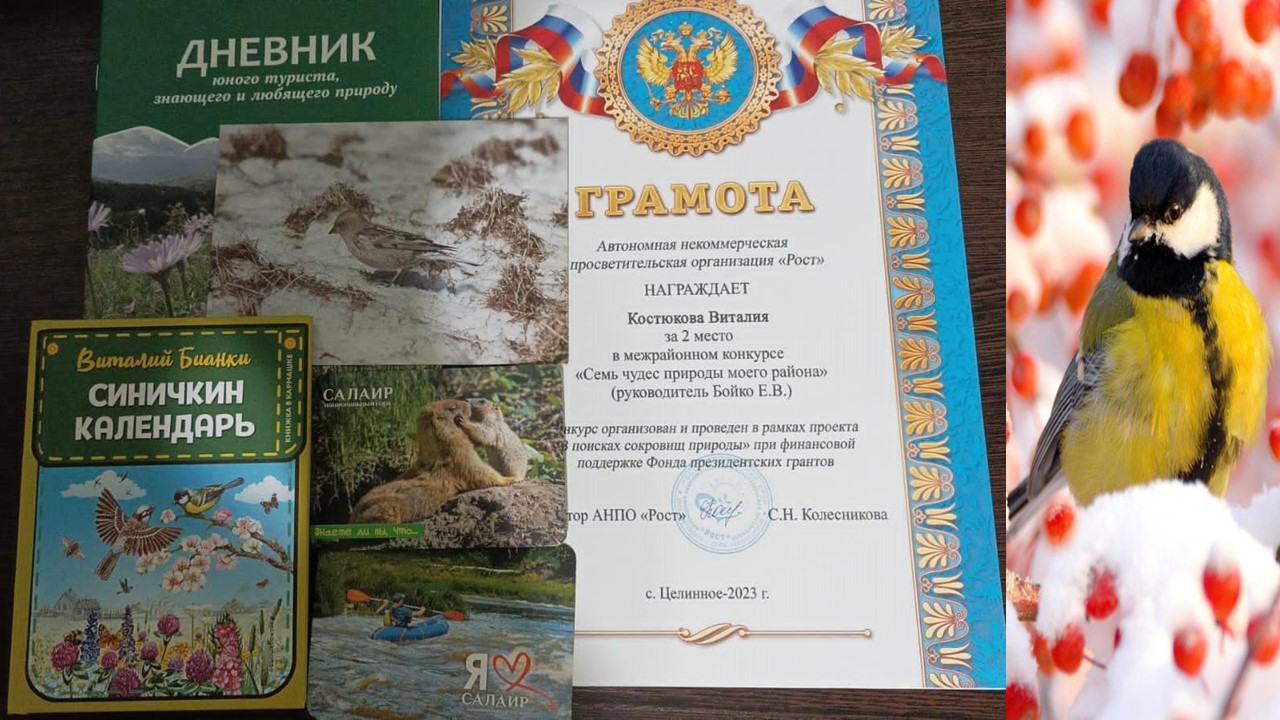 ДНЕВНИК
юного туриста,
знающего и любящего природу
Виталий Бианки
СИНИЧКИН
КАЛЕНДАРЬ
КНИЖКА В КАРМАШКЕ
САЛАИР
Знаете ли вы, что...
Я
САЛАИР
ГРАМОТА
Автономная некоммерческая
просветительская организация «Рост»
НАГРАЖДАЕТ
Костюкова Виталия
за 2 место
в межрайонном конкурсе
«Семь чудес природы моего района»
(руководитель Бойко Е.В.)
нкурс организован и проведен в рамках проекта
поисках сокровищ природы» при финансовой
поддержке Фонда президентских грантов
тор АНПО «Рост» С.Н. Колесникова
с. Целинное-2023 г.